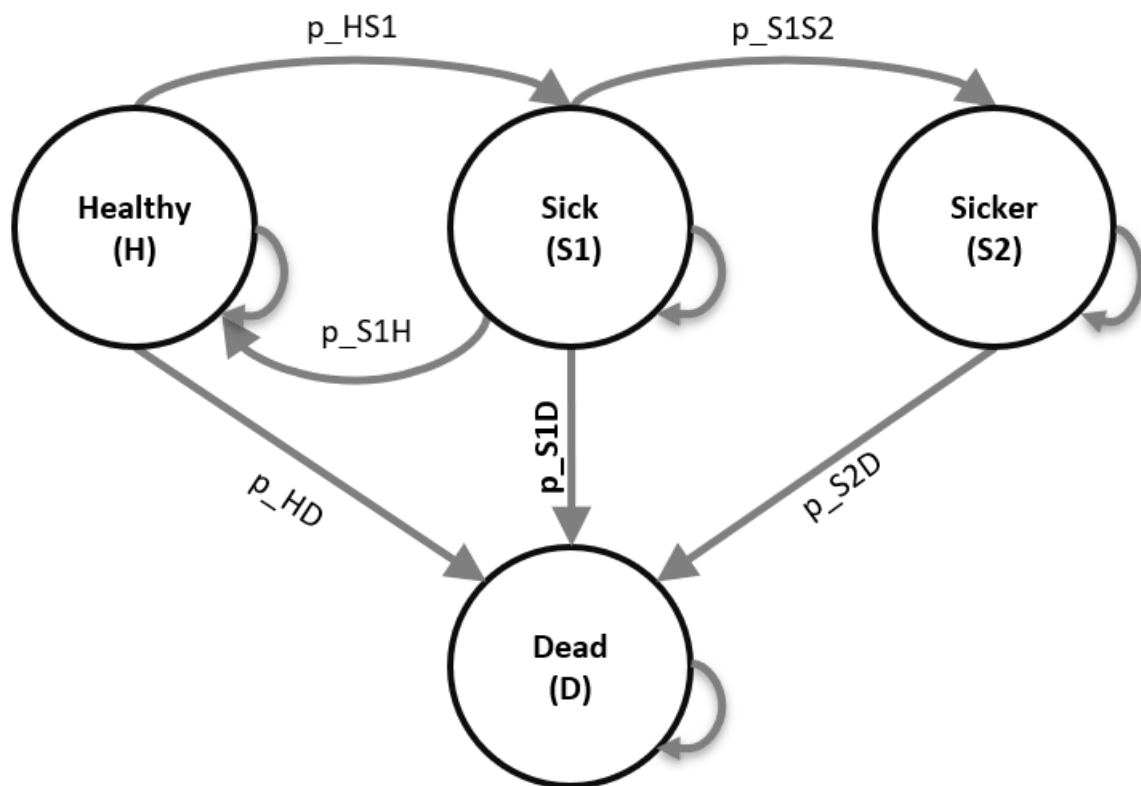 p_HS1
p_S1S2
Healthy
(H)
Sick
(S1)
Sicker
(S2)
p_S1H
p_S1D
p_HD
p_S2D
Dead
(D)